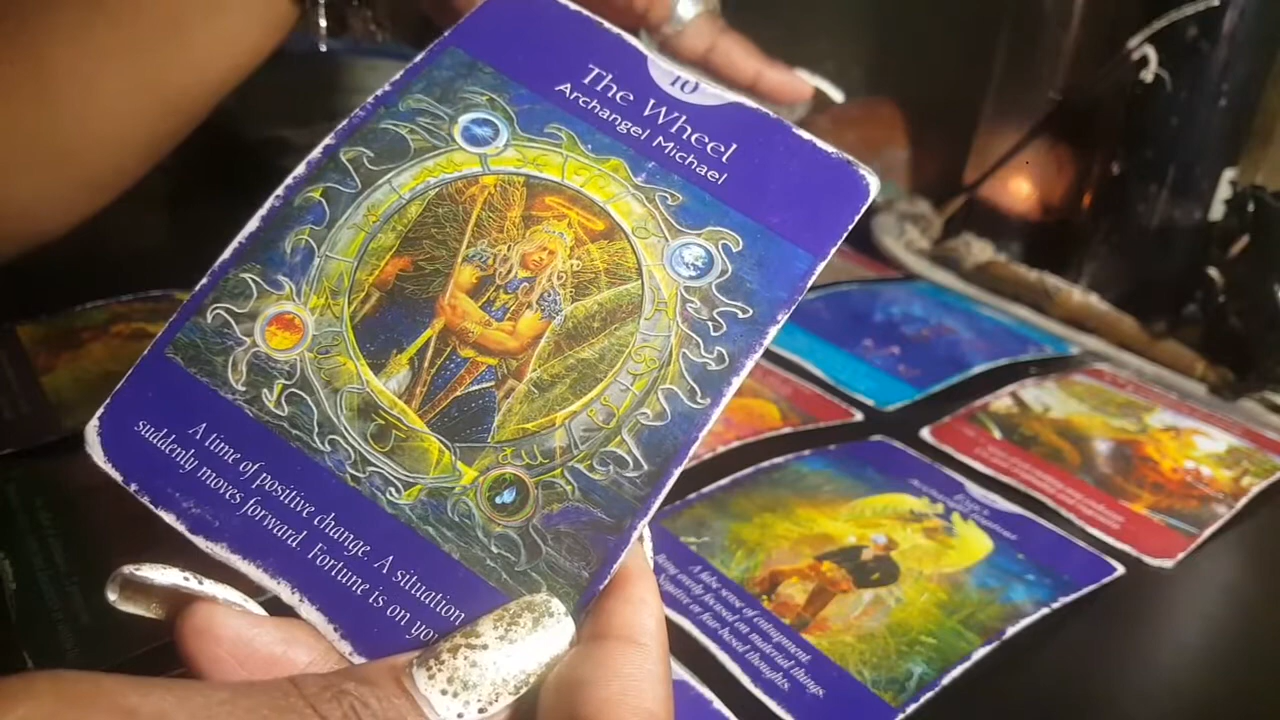 10
The Wheel
Archangel Michael
A time of positive change. A situation
suddenly moves forward. Fortune is on
A false sense of entrapment.
Being overly focused on material things.
Negative or fear-based thoughts.